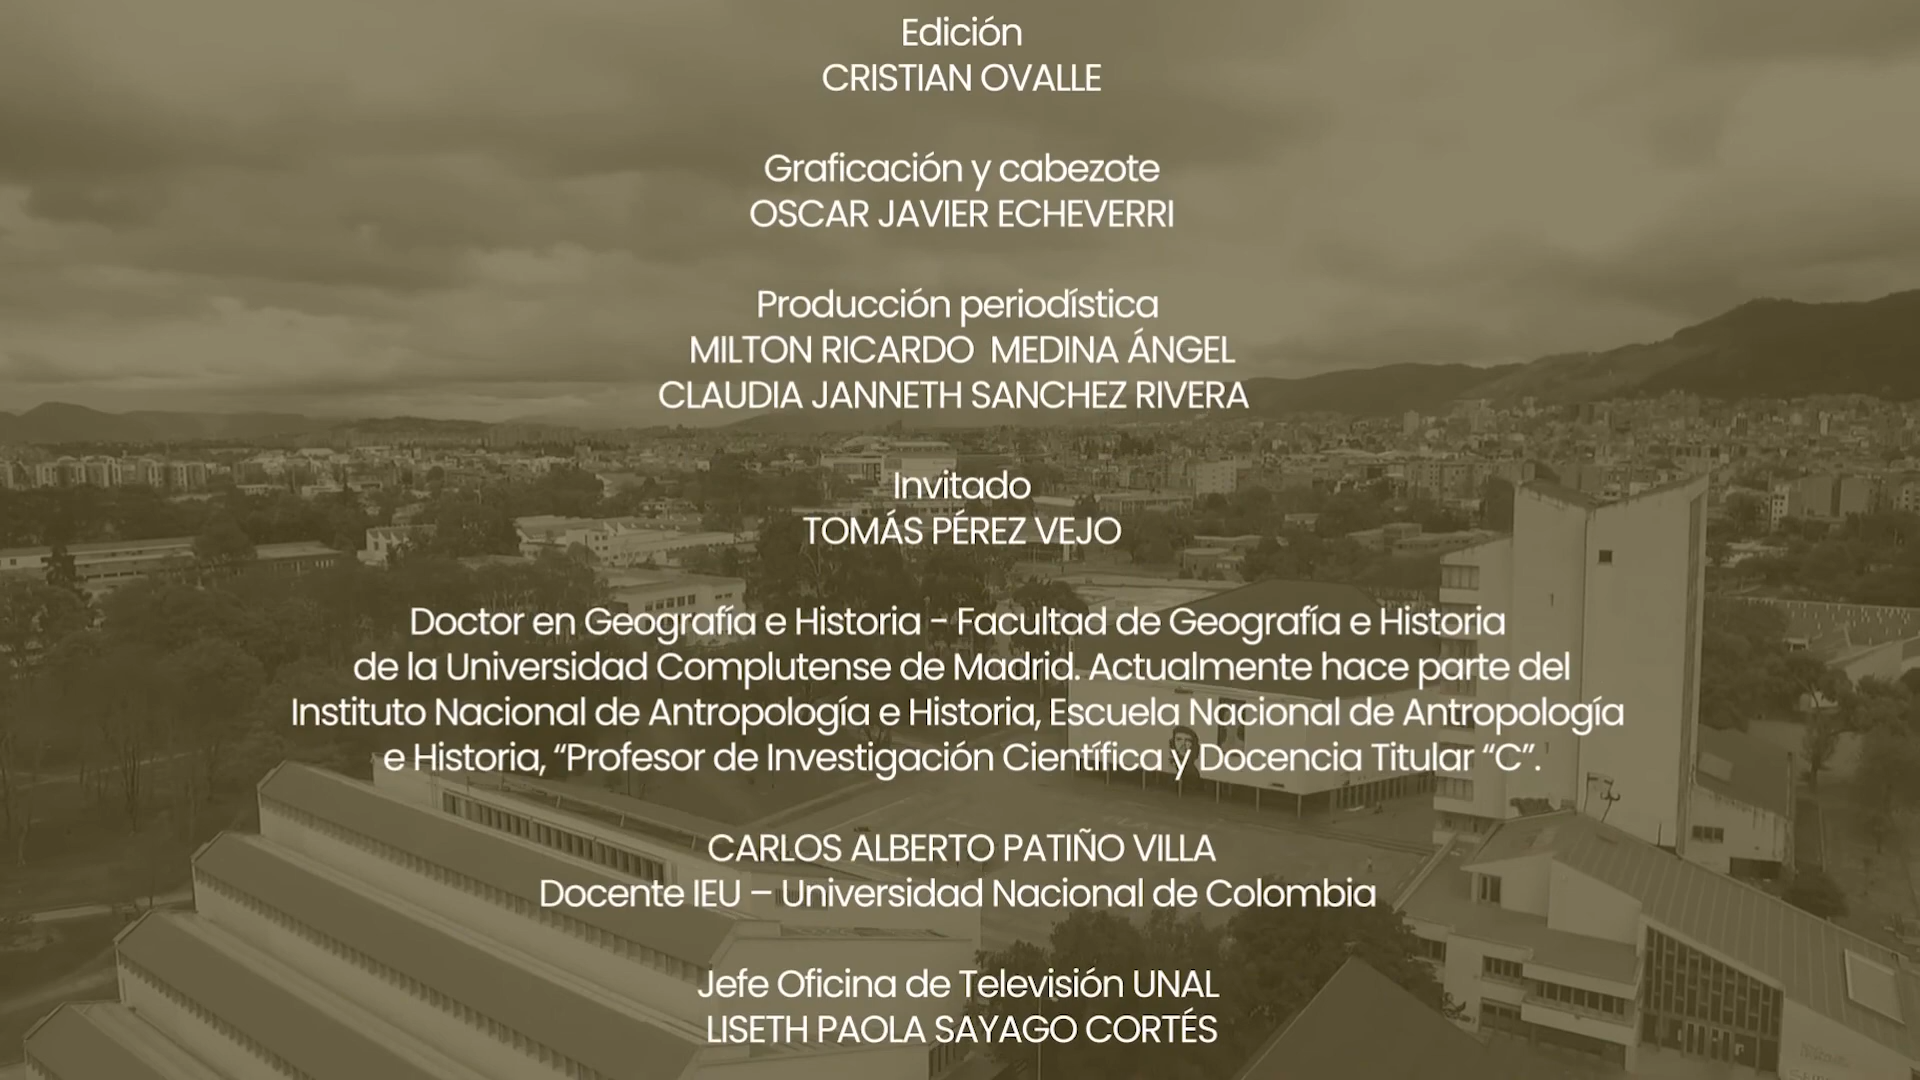 Edición
CRISTIAN OVALLE
Graficación y cabezote
OSCAR JAVIER ECHEVERRI
Producción periodística
MILTON RICARDO  MEDINA ÁNGEL
CLAUDIA JANNETH SANCHEZ RIVERA
Invitado
TOMÁS PÉREZ VEJO
Doctor en Geografía e Historia - Facultad de Geografía e Historia
de la Universidad Complutense de Madrid. Actualmente hace parte del
Instituto Nacional de Antropología e Historia, Escuela Nacional de Antropología
e Historia, “Profesor de Investigación Científica y Docencia Titular “C”.
CARLOS ALBERTO PATIÑO VILLA
Docente IEU – Universidad Nacional de Colombia
Jefe Oficina de Televisión UNAL
LISETH PAOLA SAYAGO CORTÉS